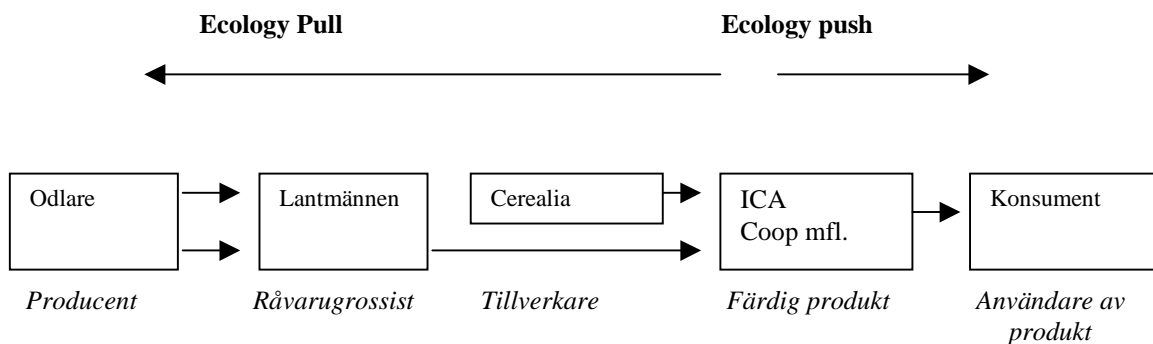 Ecology Pull
Ecology push
Odlare
Lantmännen
Cerealia
ICA
Coop mfl.
Konsument
Producent
Råvarugrossist
Tillverkare
Färdig produkt
Användare av
produkt